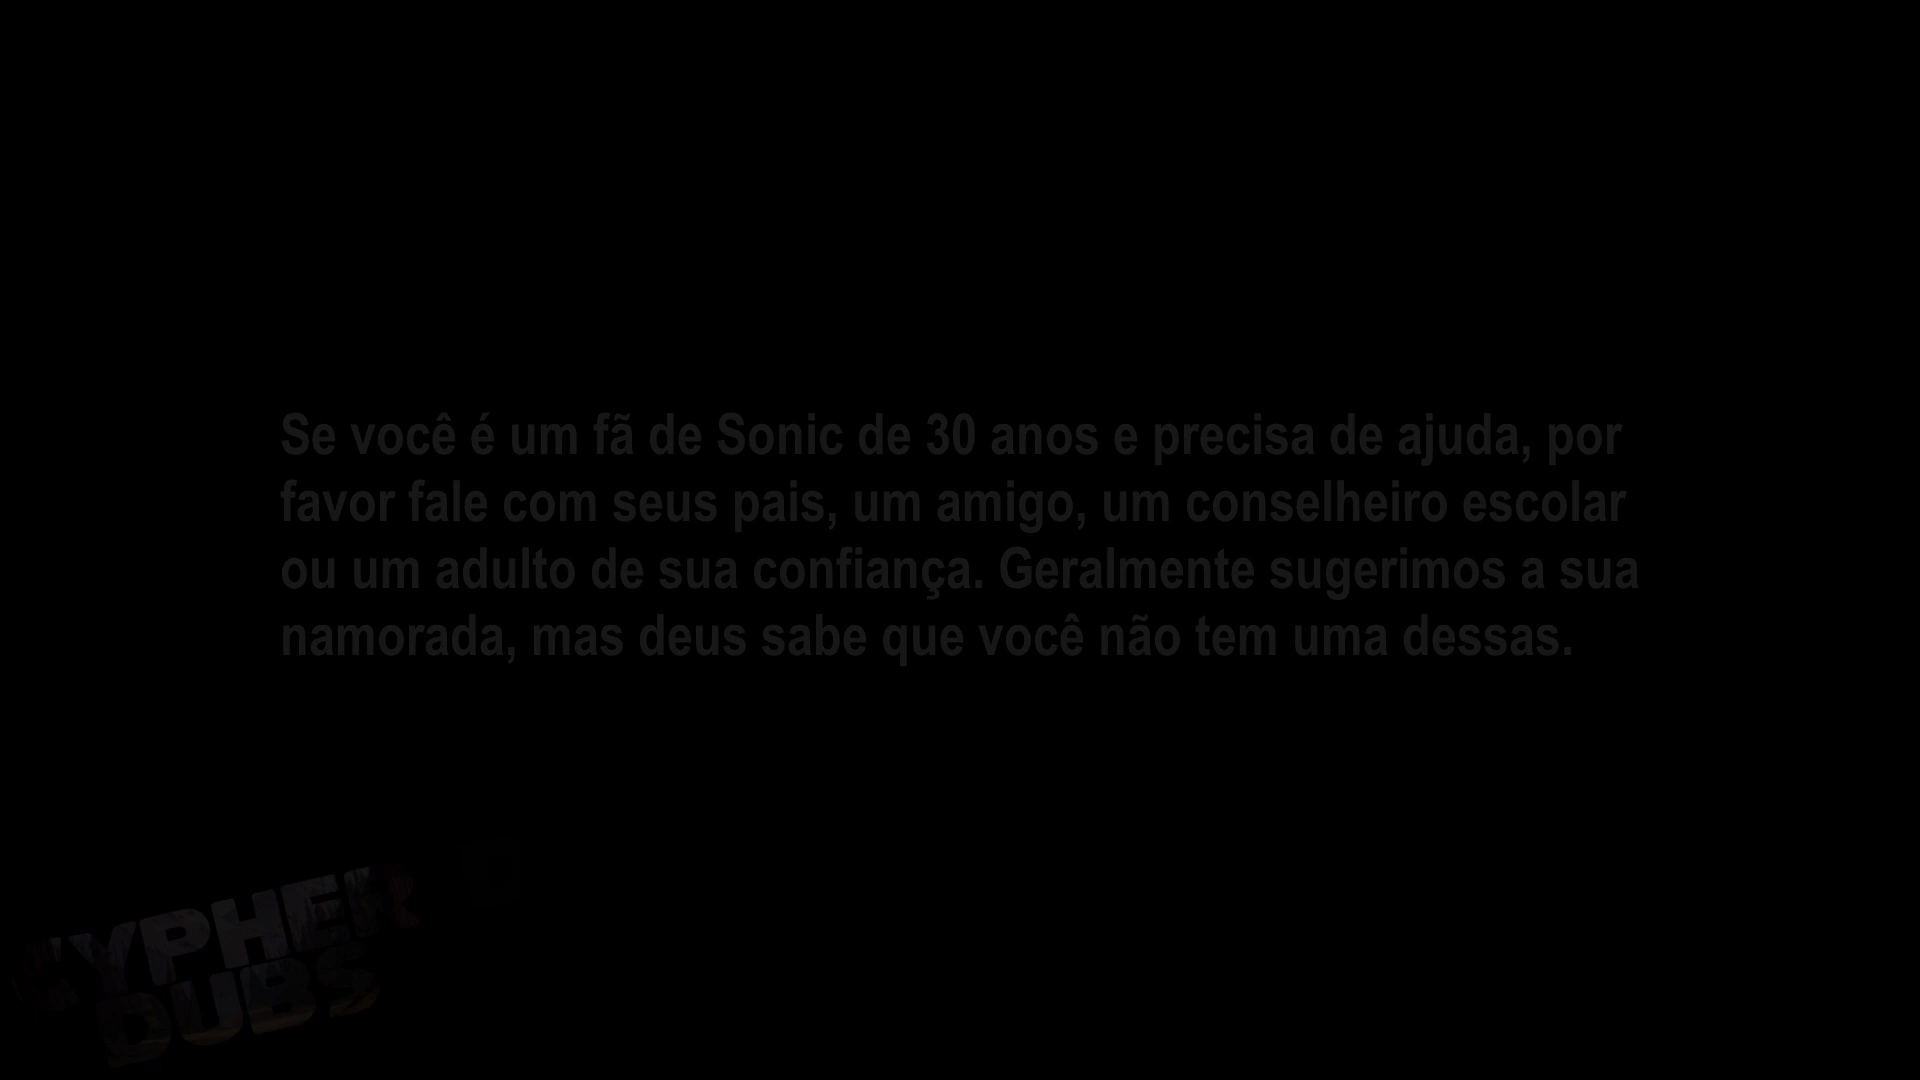 Se você é um fã de Sonic de 30 anos e precisa de ajuda, por
favor fale com seus pais, um amigo, um conselheiro escolar
ou um adulto de sua confiança. Geralmente sugerimos a sua
namorada, mas deus sabe que você não tem uma dessas.
CYPHER
DUBS